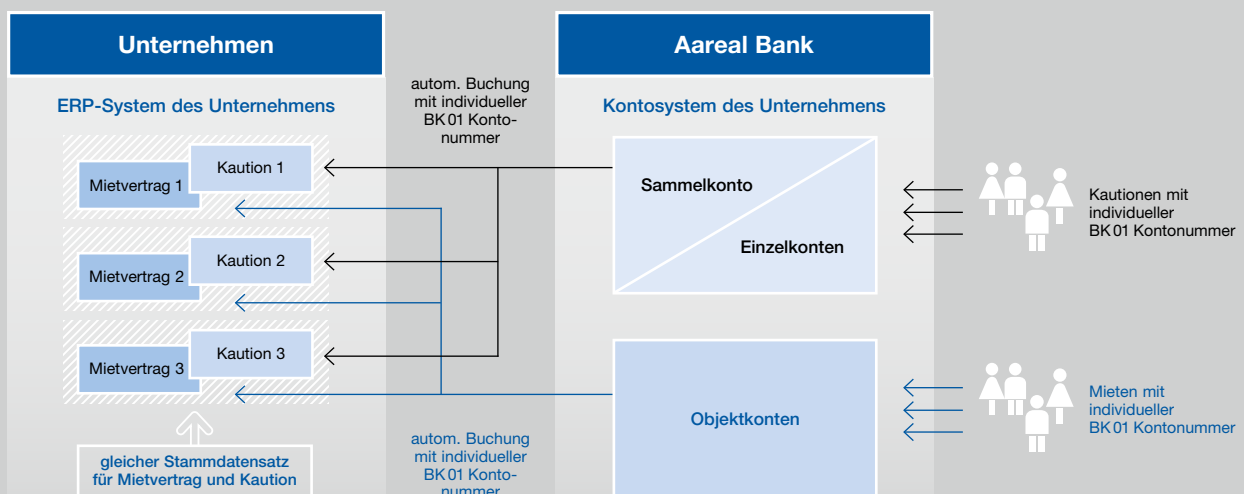 Unternehmen
ERP-System des Unternehmens
Mietvertrag 1
Kaution 1
Mietvertrag 2
Kaution 2
Mietvertrag 3
Kaution 3
gleicher Stammdatensatz
für Mietvertrag und Kaution
autom. Buchung
mit individueller
BK 01 Konto-
nummer
autom. Buchung
mit individueller
BK 01 Konto-
nummer
Aareal Bank
Kontosystem des Unternehmens
Sammelkonto
Einzelkonten
Objektkonten
Kautionen mit
individueller
BK 01 Kontonummer
Mieten mit
individueller
BK 01 Kontonummer